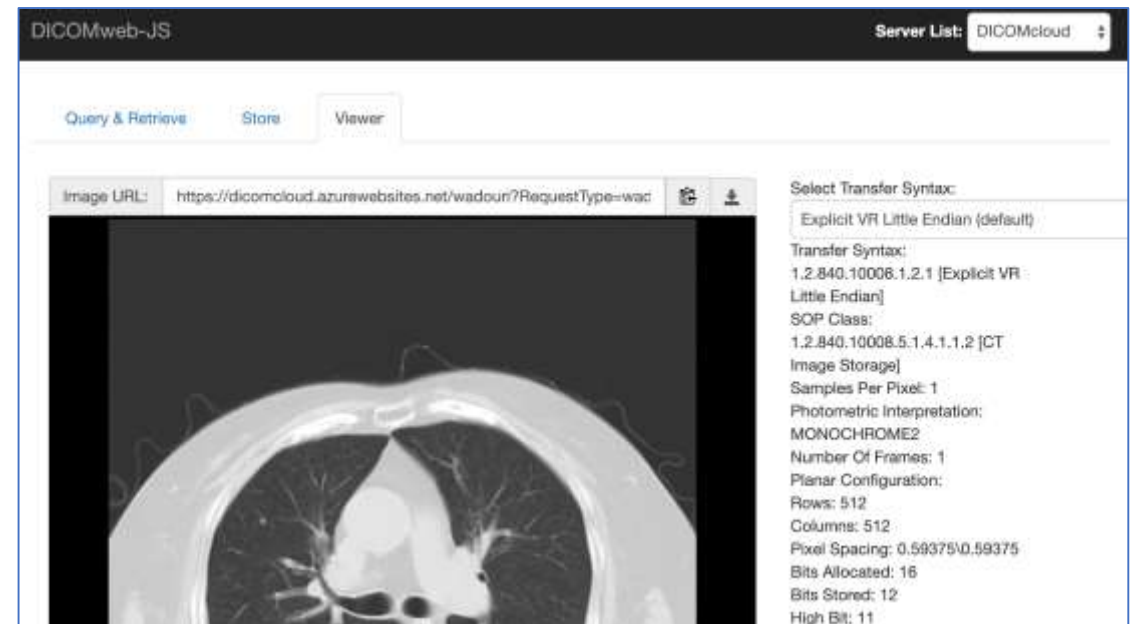 DICOMweb-JS
Server List: DICOMcloud
Query & Retrieve Store Viewer
Image URL: https://dicomcloud.azurewebsites.net/wadouri?RequestType=wad
Select Transfer Syntax:
Explicit VR Little Endian (default)
Transfer Syntax:
1.2.840.10008.1.2.1 [Explicit VR
Little Endian]
SOP Class:
1.2.840.10008.5.1.4.1.1.2 [CT
Image Storage]
Samples Per Pixel: 1
Photometric Interpretation:
MONOCHROME2
Number Of Frames: 1
Planar Configuration:
Rows: 512
Columns: 512
Pixel Spacing: 0.59375\0.59375
Bits Allocated: 16
Bits Stored: 12
High Bit: 11